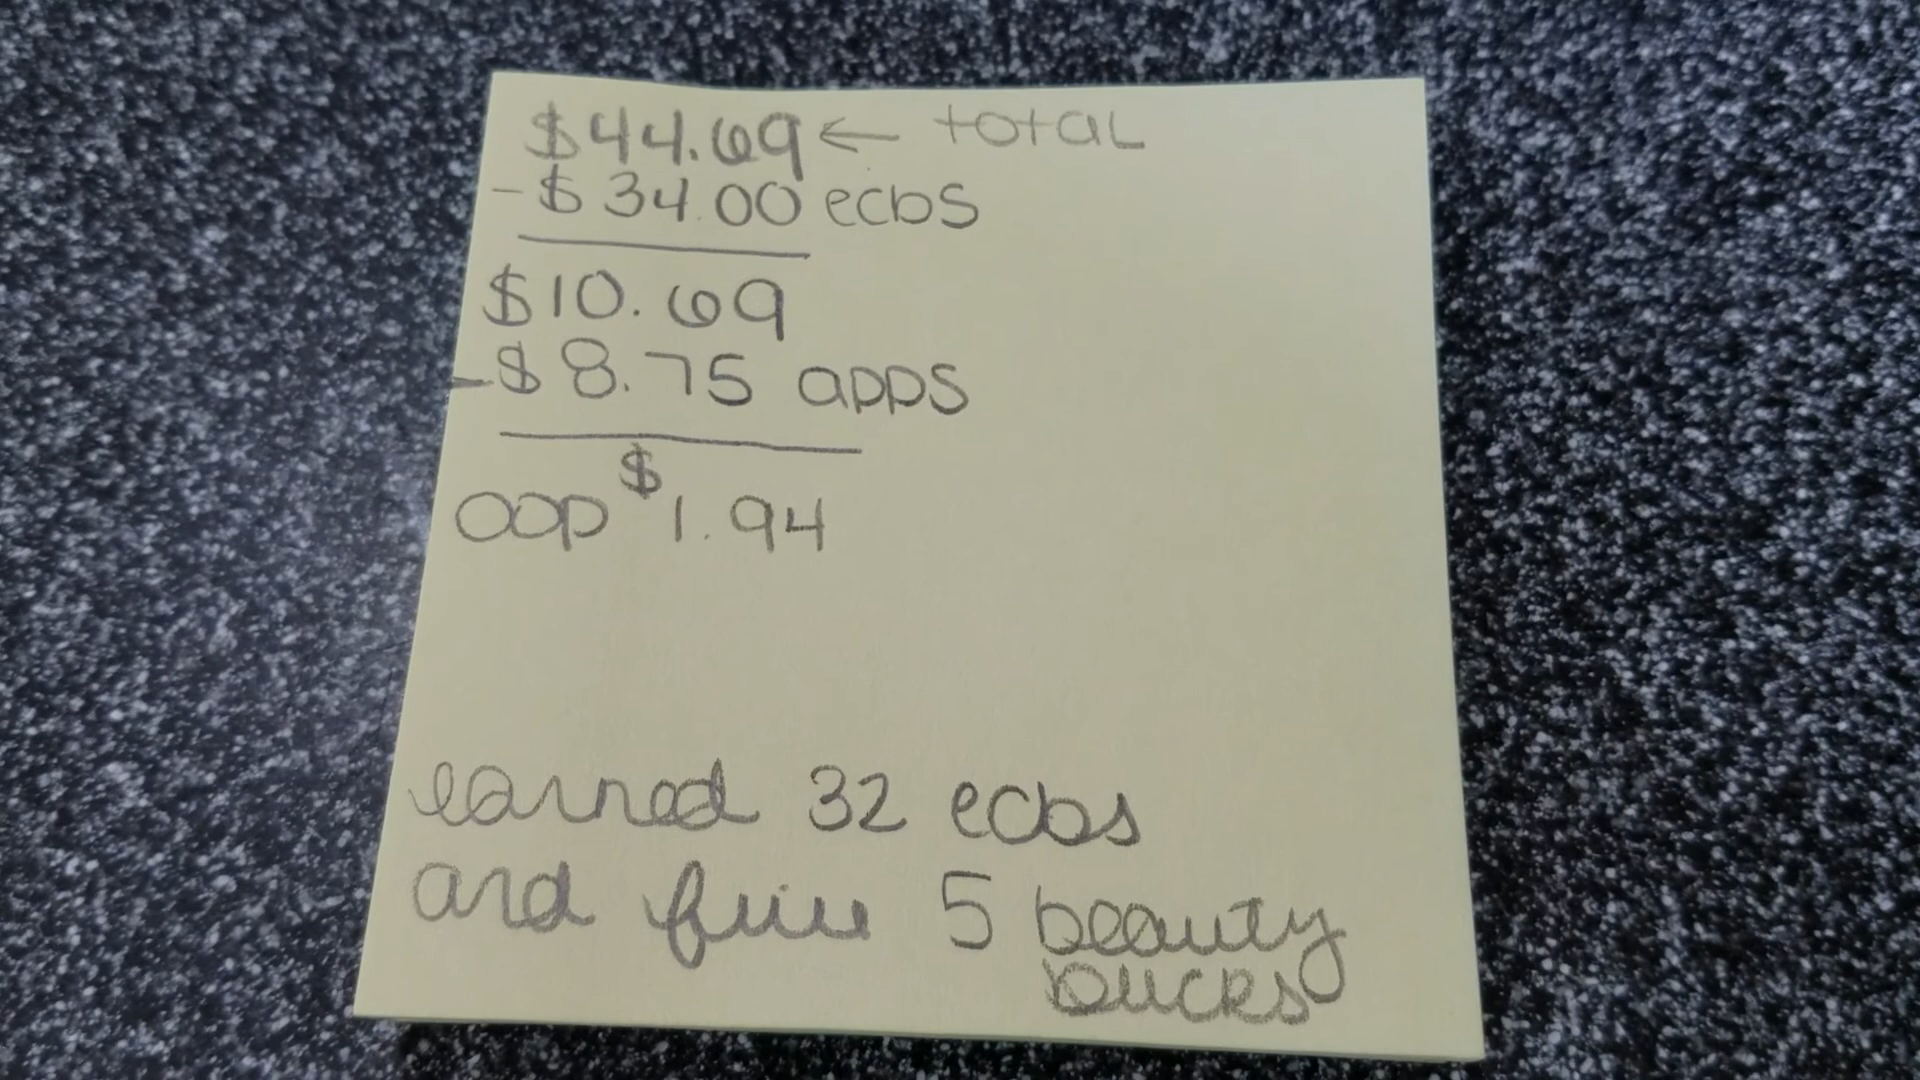 $44.69 ← total
-$34.00 ecbs
$10.69
-$8.75 apps
oop $1.94
earned 32 ecbs
and free 5 beauty
bucks